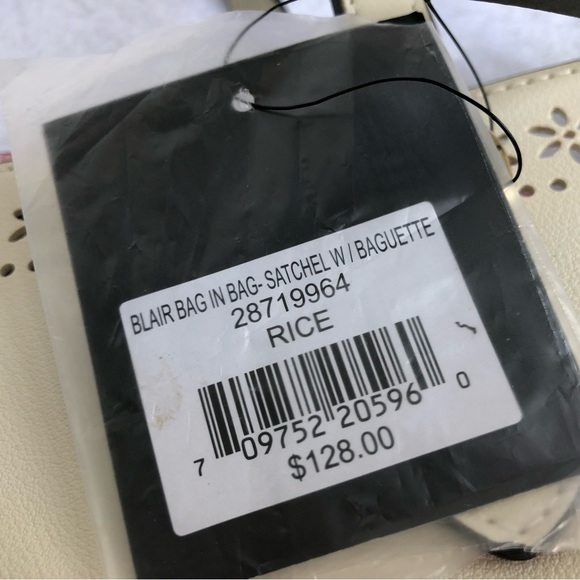 BLAIR BAG IN BAG- SATCHEL W / BAGUETTE
28719964
RICE
7 09752 20596 0
$128.00